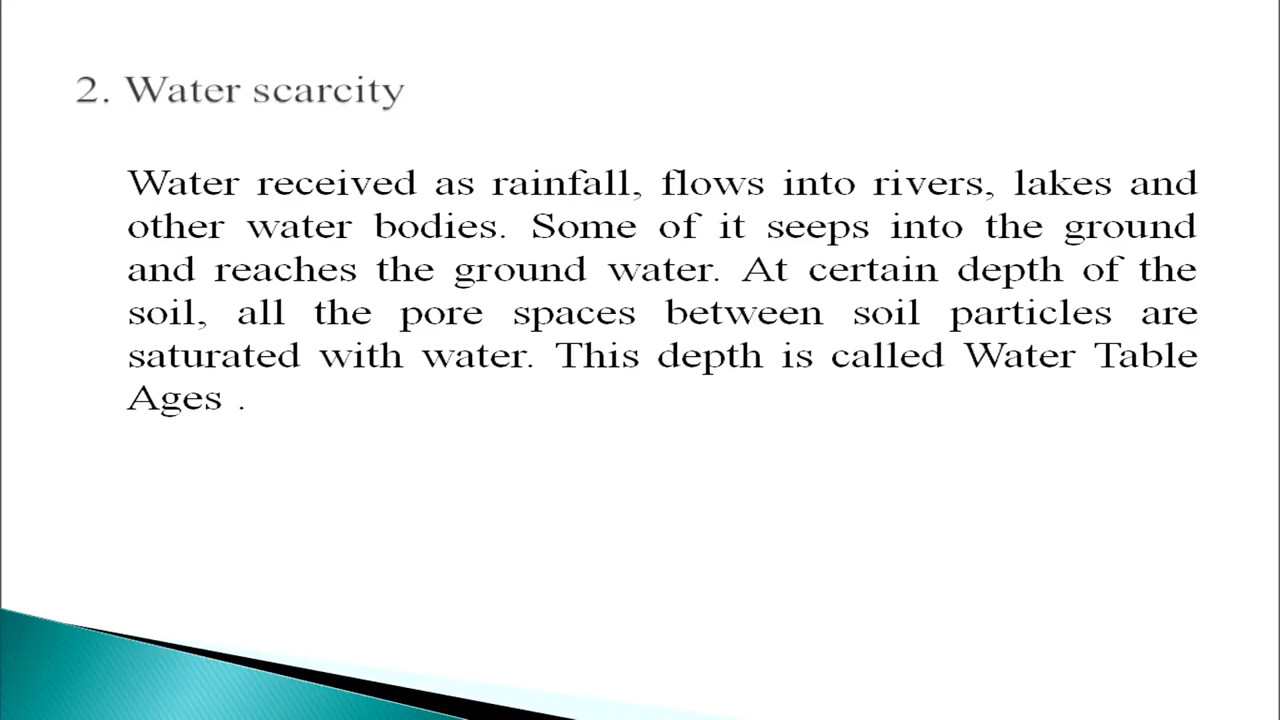 2. Water scarcity
Water received as rainfall, flows into rivers, lakes and
other water bodies. Some of it seeps into the ground
and reaches the ground water. At certain depth of the
soil, all the pore spaces between soil particles are
saturated with water. This depth is called Water Table
Ages .